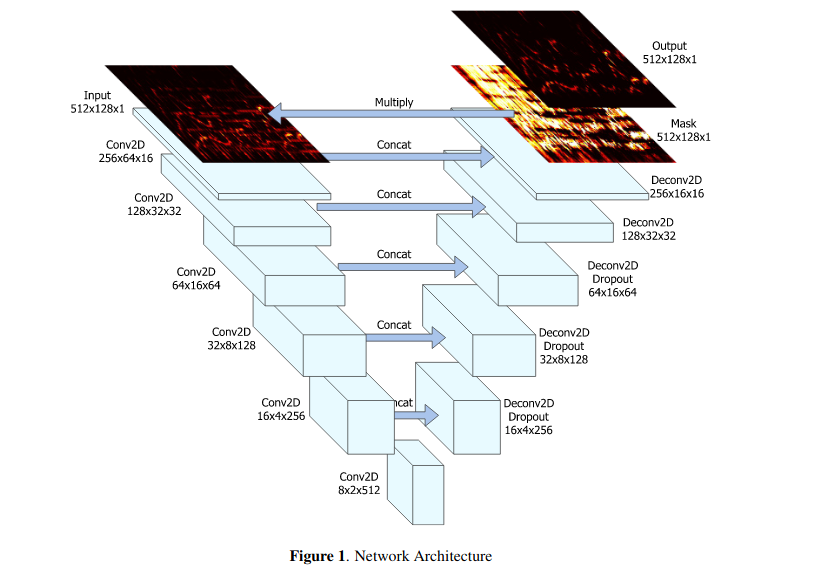 Output
512x128x1
Input
512x128x1
Multiply
Mask
512x128x1
Conv2D
256x64x16
Concat
Deconv2D
256x16x16
Conv2D
128x32x32
Concat
Deconv2D
128x32x32
Conv2D
64x16x64
Concat
Deconv2D
Dropout
64x16x64
Conv2D
32x8x128
Concat
Deconv2D
Dropout
32x8x128
Conv2D
16x4x256
ncat
Deconv2D
Dropout
16x4x256
Conv2D
8x2x512
Figure 1. Network Architecture